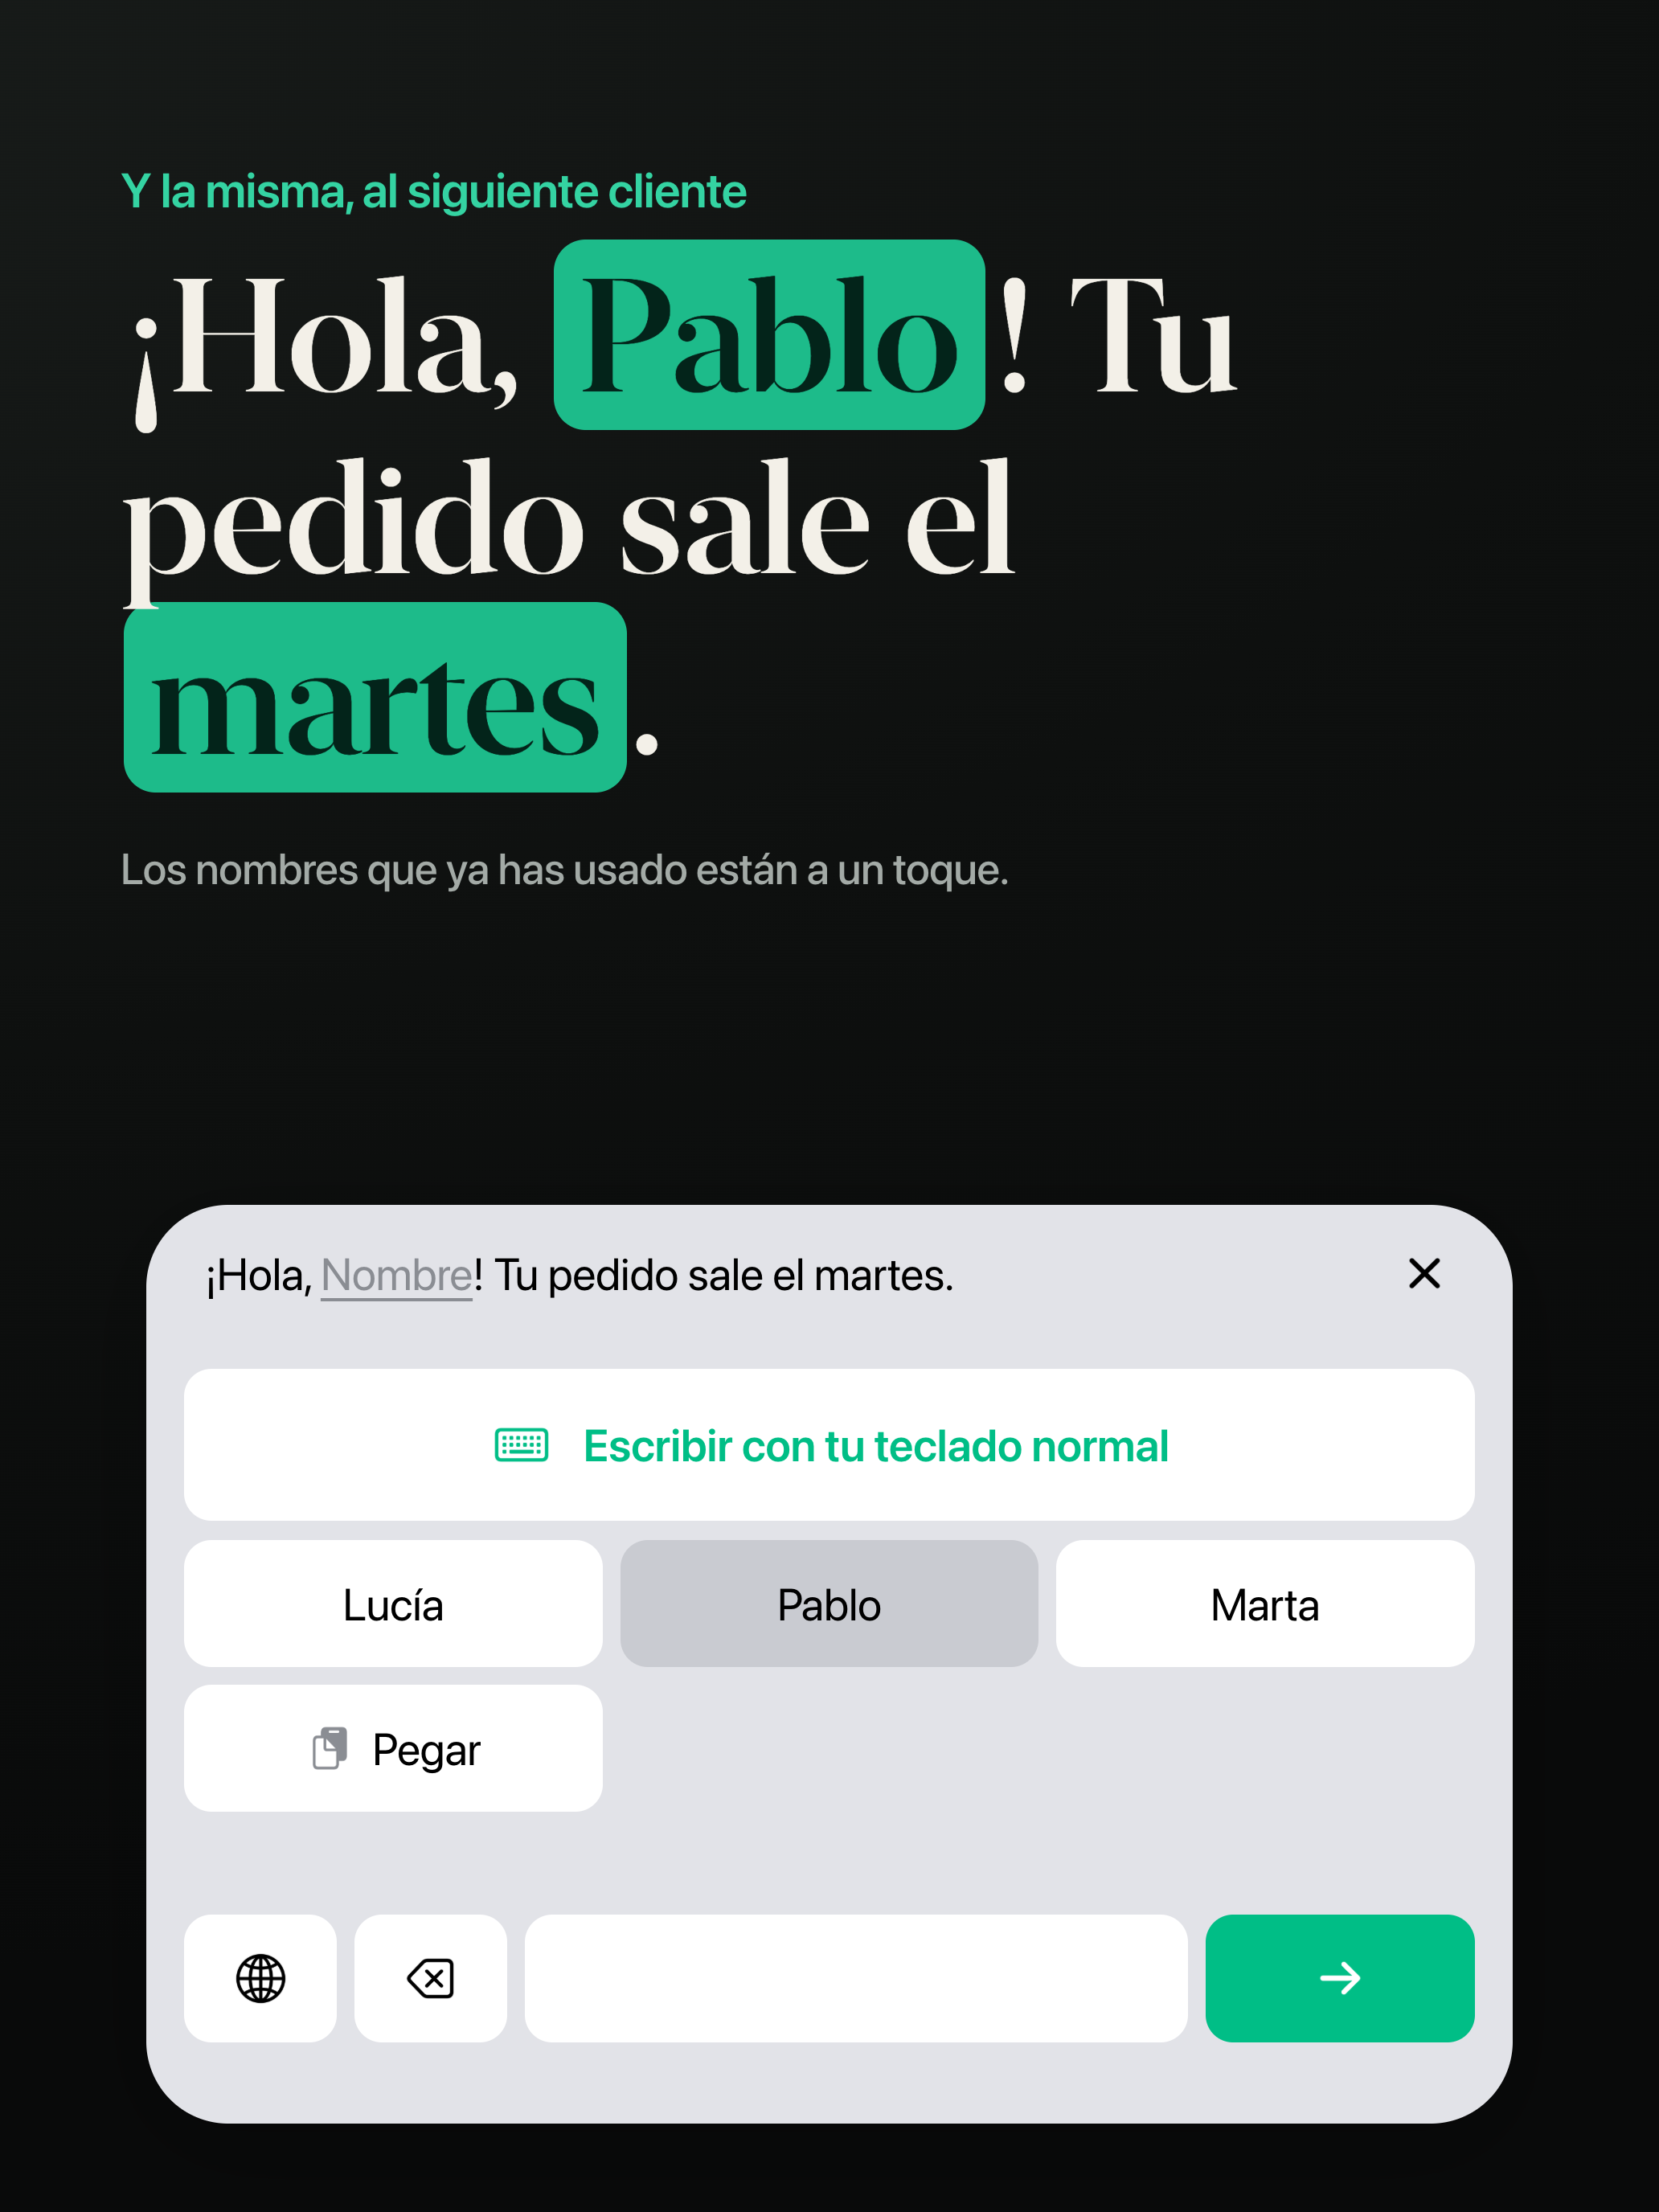 Y la misma, al siguiente cliente
¡Hola, Pablo! Tu
pedido sale el
martes.
Los nombres que ya has usado están a un toque.
¡Hola, Nombre! Tu pedido sale el martes.
Escribir con tu teclado normal
Lucía
Pablo
Marta
Pegar